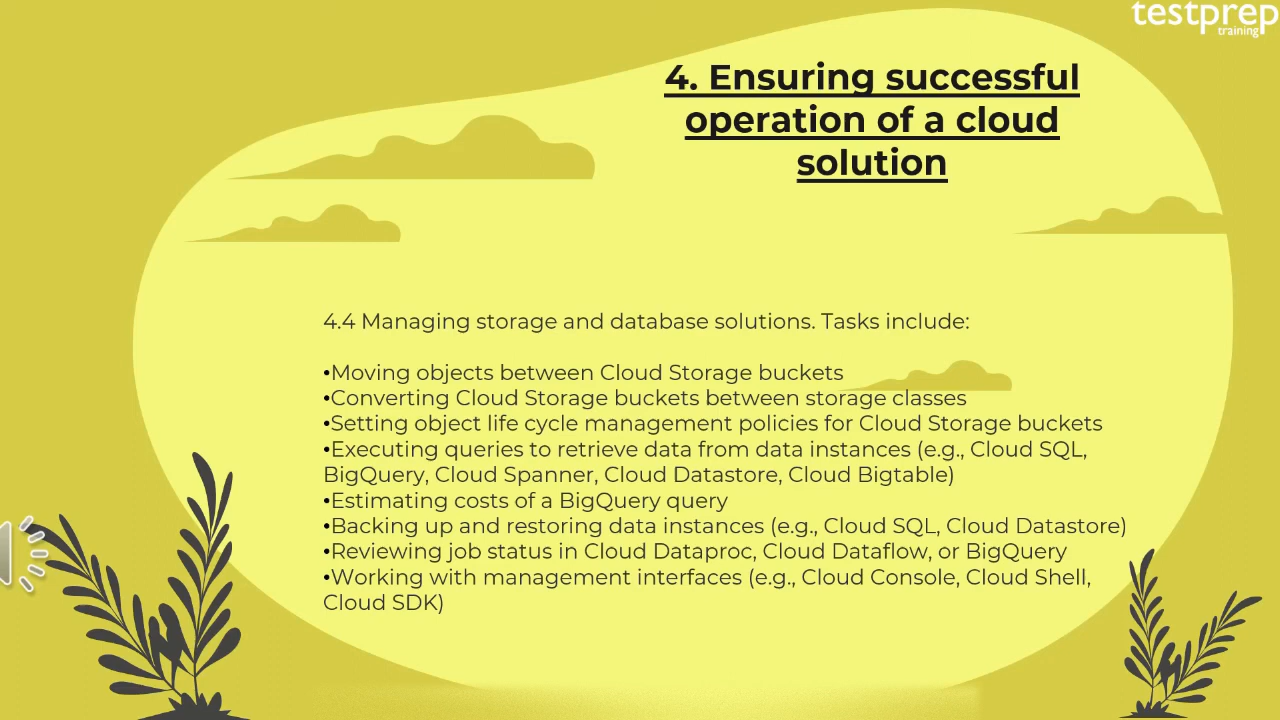 testprep
training
4. Ensuring successful
operation of a cloud
solution
4.4 Managing storage and database solutions. Tasks include:
•Moving objects between Cloud Storage buckets
•Converting Cloud Storage buckets between storage classes
•Setting object life cycle management policies for Cloud Storage buckets
•Executing queries to retrieve data from data instances (e.g., Cloud SQL,
BigQuery, Cloud Spanner, Cloud Datastore, Cloud Bigtable)
•Estimating costs of a BigQuery query
•Backing up and restoring data instances (e.g., Cloud SQL, Cloud Datastore)
•Reviewing job status in Cloud Dataproc, Cloud Dataflow, or BigQuery
•Working with management interfaces (e.g., Cloud Console, Cloud Shell,
Cloud SDK)